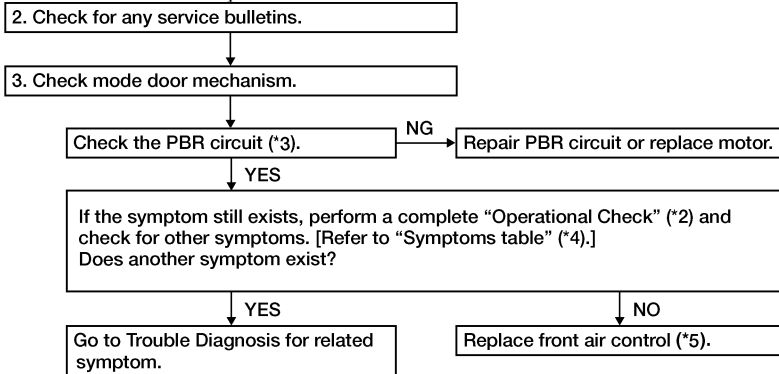 2. Check for any service bulletins.
3. Check mode door mechanism.
Check the PBR circuit (*3).
NG
Repair PBR circuit or replace motor.
YES
If the symptom still exists, perform a complete “Operational Check” (*2) and
check for other symptoms. [Refer to “Symptoms table” (*4).]
Does another symptom exist?
YES
NO
Go to Trouble Diagnosis for related
symptom.
Replace front air control (*5).